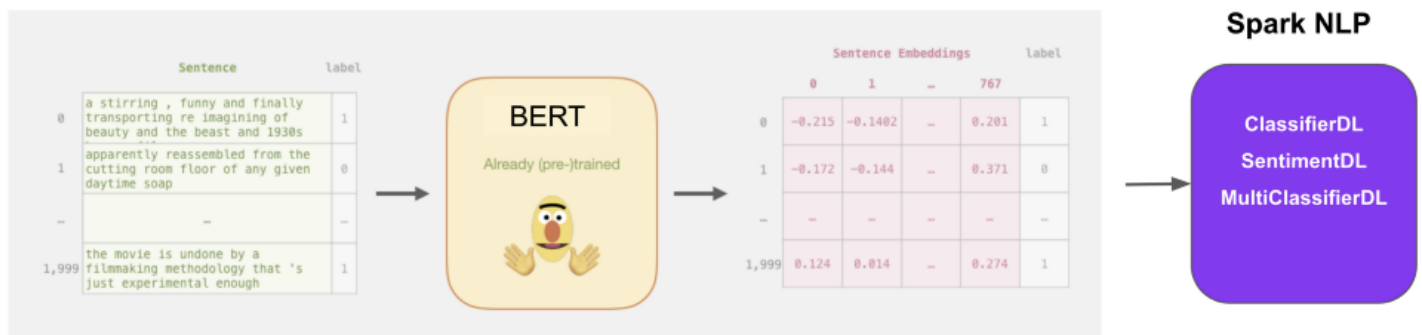 Spark NLP
Sentence label
0 a stirring , funny and finally
transporting re imagining of
beauty and the beast and 1930s
1
1 apparently reassembled from the
cutting room floor of any given
daytime soap
0
… … …
1,999 the movie is undone by a
filmmaking methodology that 's
just experimental enough
1
BERT
Already (pre-)trained
Sentence Embeddings label
0 1 … 767
0 -0.215 -0.1402 … 0.201 1
1 -0.172 -0.144 … 0.371 0
… … … … … …
1,999 0.124 0.014 … 0.274 1
ClassifierDL
SentimentDL
MultiClassifierDL